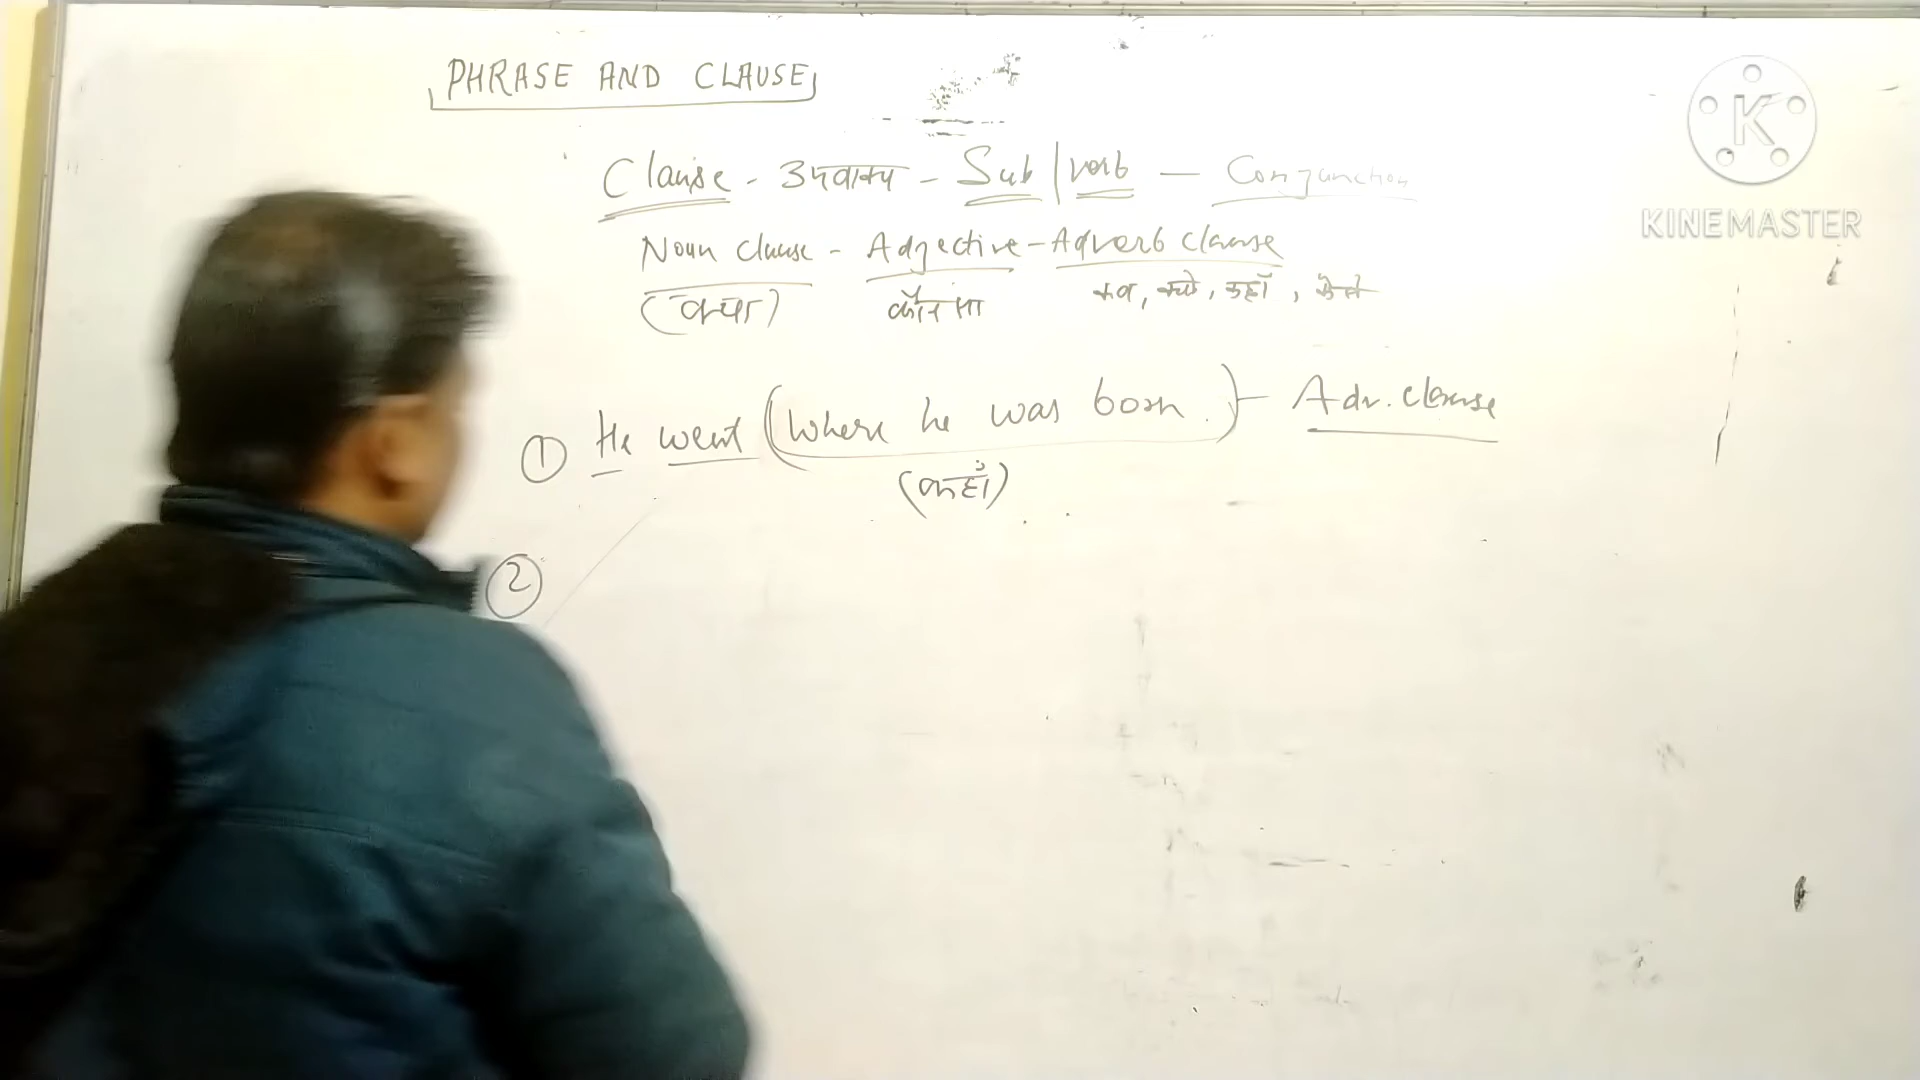 PHRASE AND CLAUSE
Clause - उपवाक्य - Sub / verb - Conjunction
Noun clause - Adjective - Adverb clause
(क्या) कौन सा कब, क्यों, कहाँ, कैसे
① He went (where he was born.) - Adv. clause
(कहाँ)
②
K
KINEMASTER